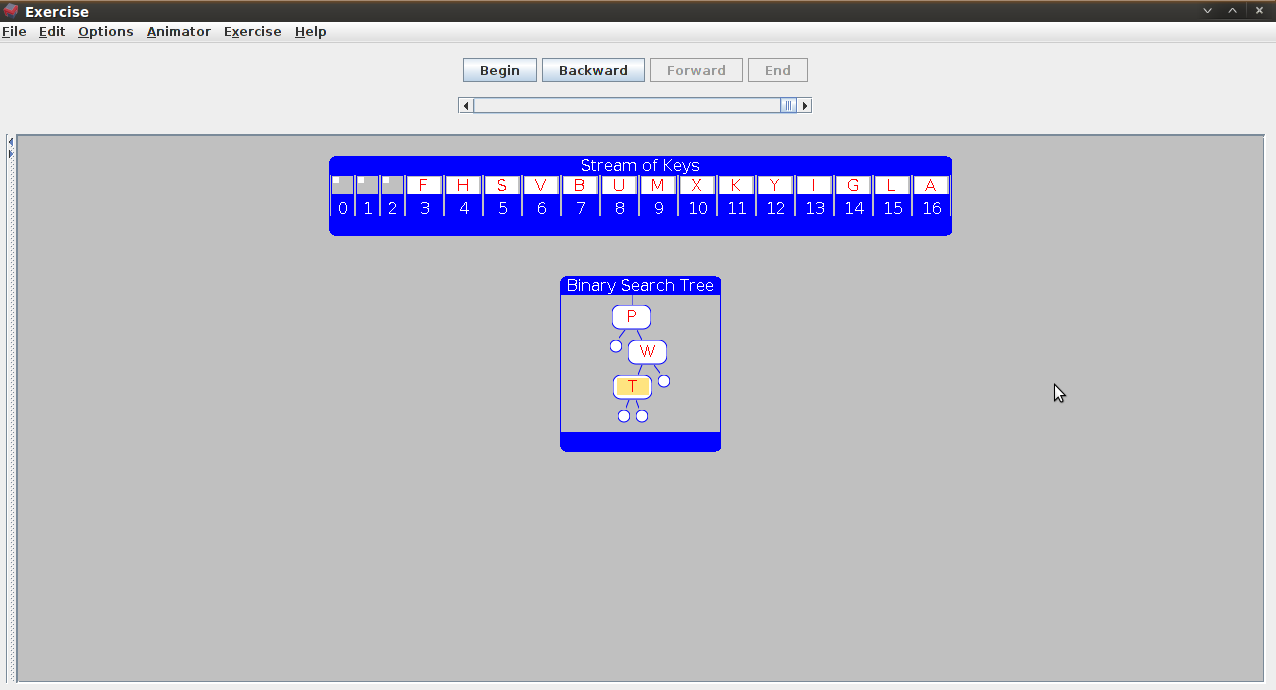 Exercise
File Edit Options Animator Exercise Help
Begin Backward Forward End
Stream of Keys
F H S V B U M X K Y I G L A
0 1 2 3 4 5 6 7 8 9 10 11 12 13 14 15 16
Binary Search Tree
P
W
T